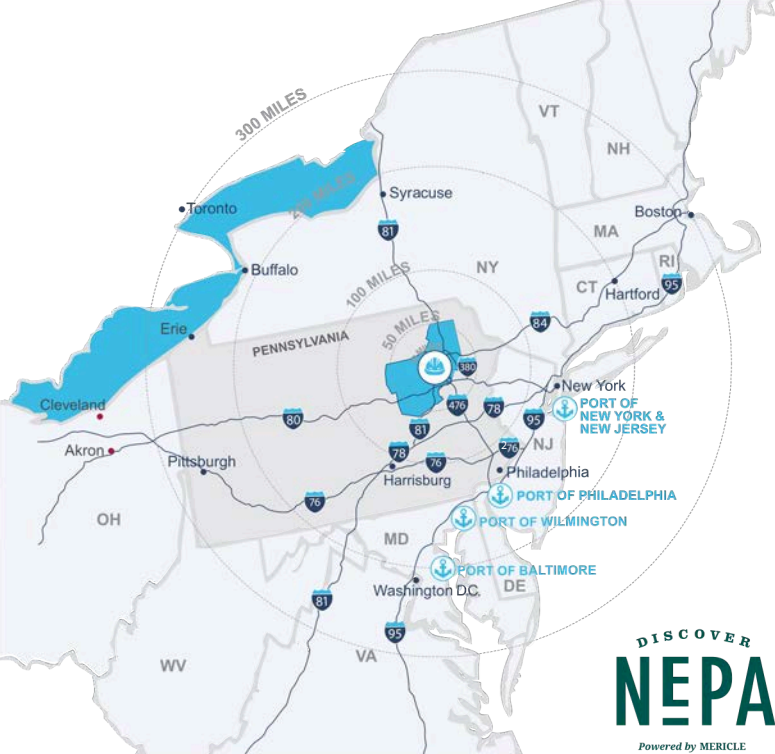 300 MILES
VT
NH
200 MILES
Toronto
Syracuse
Boston
81
MA
NY
RI
Buffalo
100 MILES
CT
95
Hartford
50 MILES
84
Erie
PENNSYLVANIA
380
New York
Cleveland
476
78
PORT OF
NEW YORK &
NEW JERSEY
80
95
81
NJ
Akron
78
276
Pittsburgh
76
Philadelphia
Harrisburg
76
PORT OF PHILADELPHIA
OH
PORT OF WILMINGTON
MD
PORT OF BALTIMORE
Washington D.C.
DE
81
95
VA
WV
DISCOVER
NEPA
Powered by MERICLE